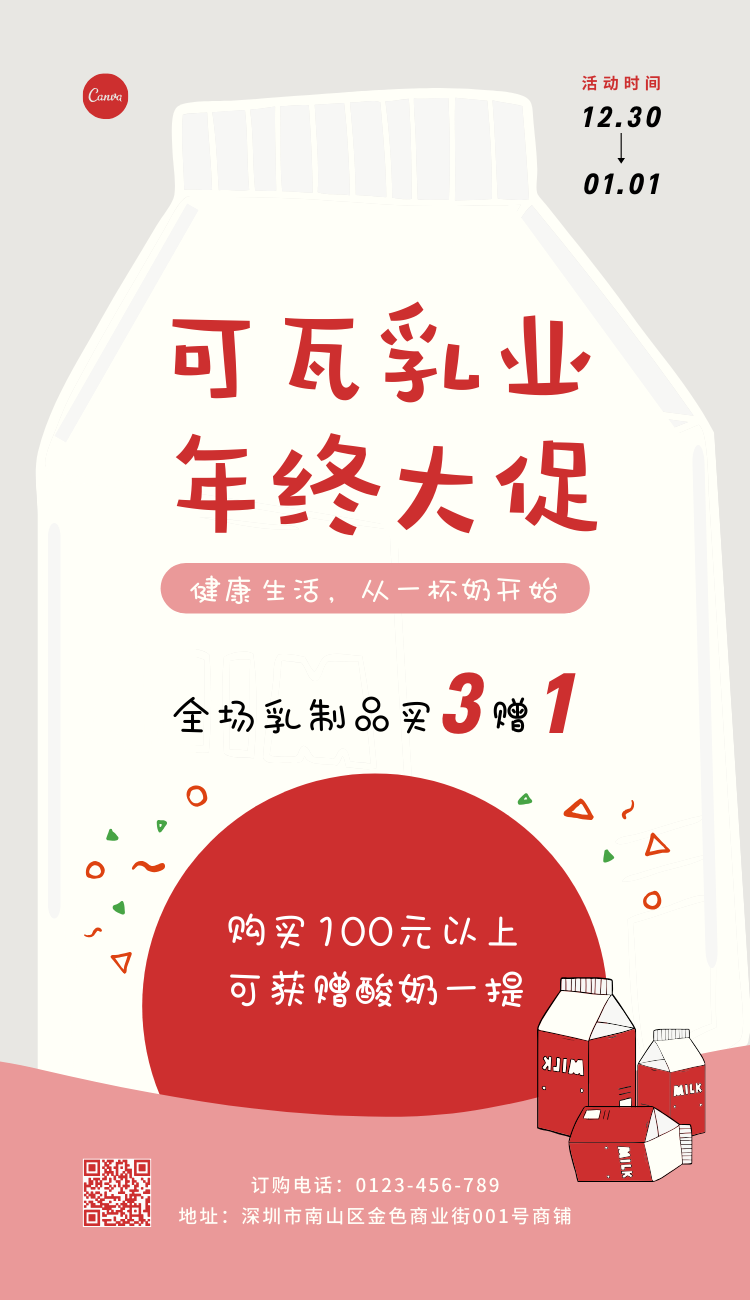 Canva
活动时间
12.30
01.01
可瓦乳业
年终大促
健康生活，从一杯奶开始
全场乳制品买3赠1
购买100元以上
可获赠酸奶一提
MILK
MILK
MILK
订购电话：0123-456-789
地址：深圳市南山区金色商业街001号商铺